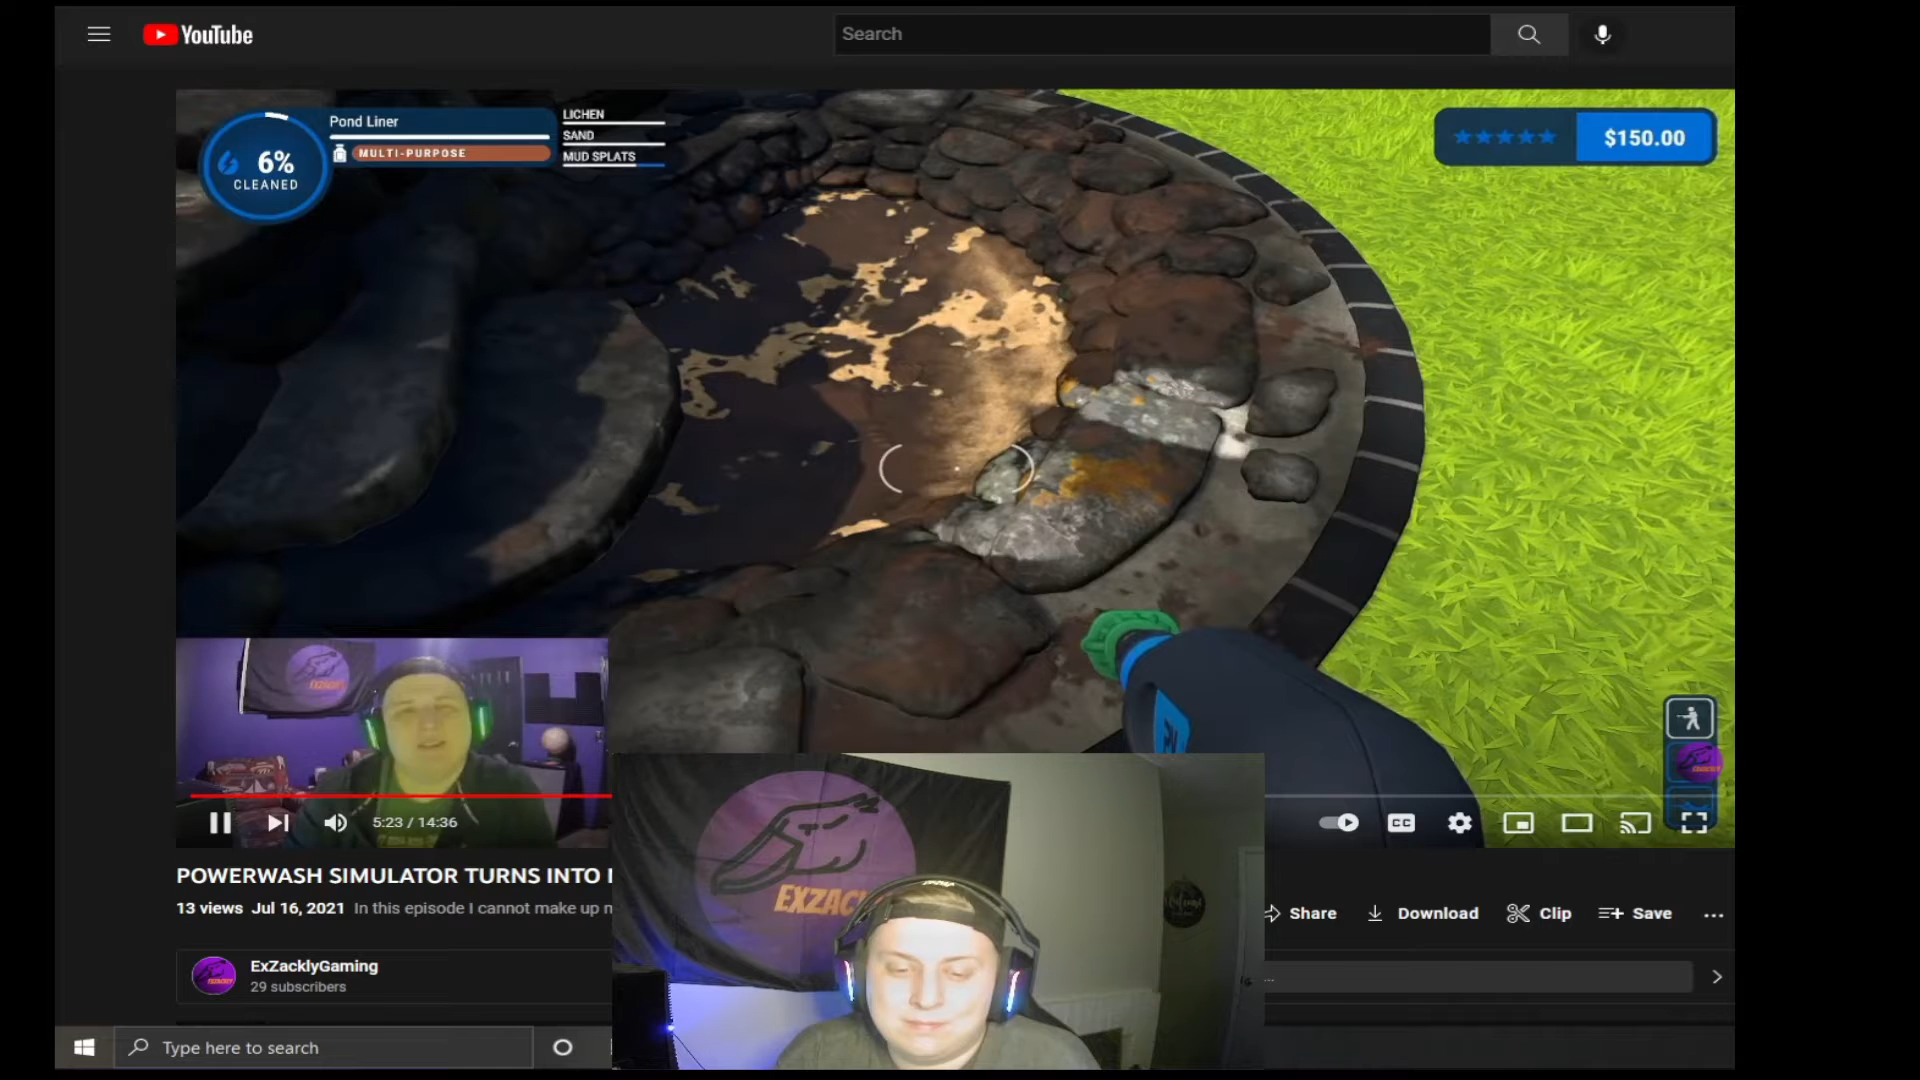 YouTube
Search
Pond Liner
MULTI-PURPOSE
6%
CLEANED
LICHEN
SAND
MUD SPLATS
$150.00
EXZACKLY
5:23 / 14:36
CC
POWERWASH SIMULATOR TURNS INTO
13 views Jul 16, 2021 In this episode I cannot make up
EXZAC
Share
Download
Clip
Save
...
ExZacklyGaming
29 subscribers
...
Type here to search